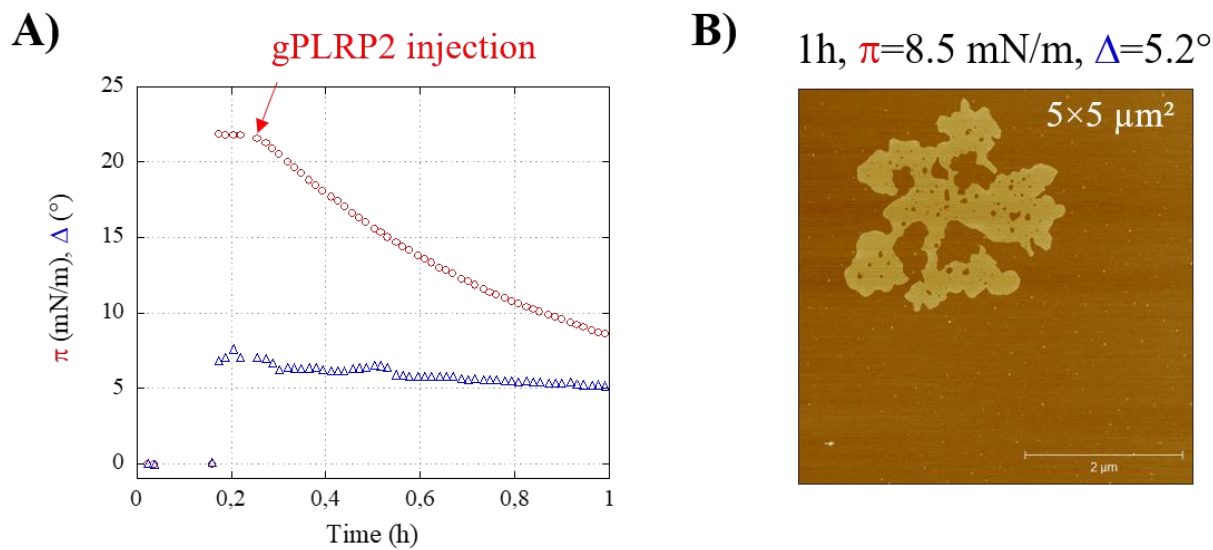 A)
gPLRP2 injection
25
20
15
10
5
0
π (mN/m), Δ (°)
0 0,2 0,4 0,6 0,8 1
Time (h)
B)
1h, π=8.5 mN/m, Δ=5.2°
5×5 µm²
2 µm